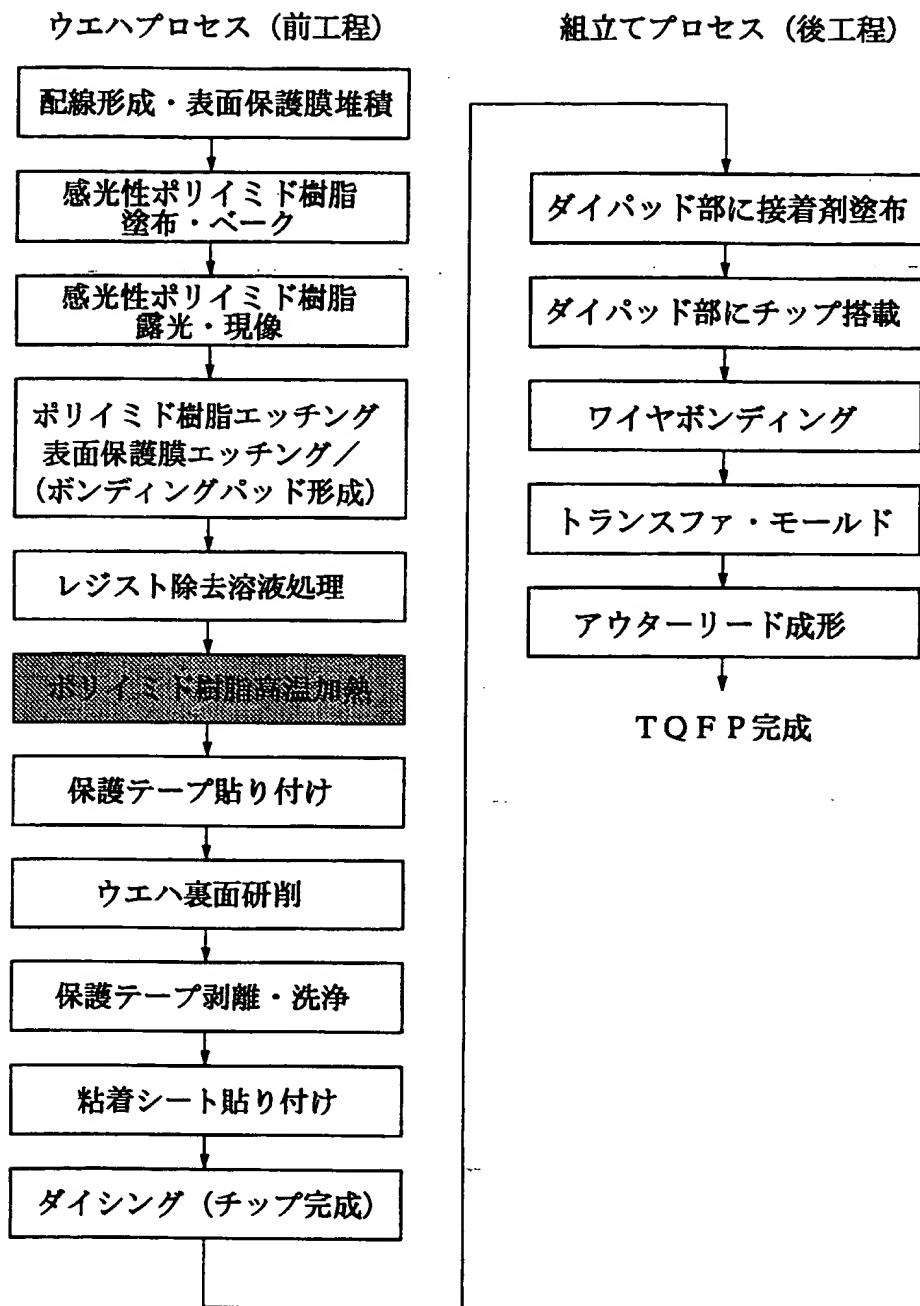 ウエハプロセス（前工程）
配線形成・表面保護膜堆積
感光性ポリイミド樹脂
塗布・ベーク
感光性ポリイミド樹脂
露光・現像
ポリイミド樹脂エッチング
表面保護膜エッチング／
（ボンディングパッド形成）
レジスト除去溶液処理
ポリイミド樹脂高温加熱
保護テープ貼り付け
ウエハ裏面研削
保護テープ剥離・洗浄
粘着シート貼り付け
ダイシング（チップ完成）
組立てプロセス（後工程）
ダイパッド部に接着剤塗布
ダイパッド部にチップ搭載
ワイヤボンディング
トランスファ・モールド
アウターリード成形
ＴＱＦＰ完成